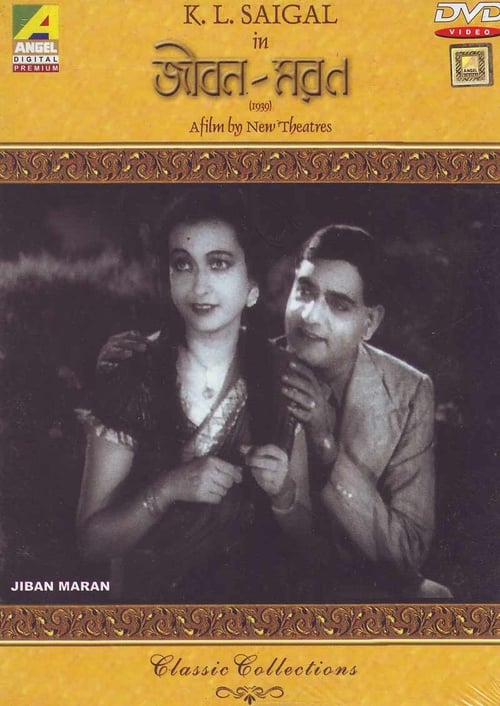 K. L. SAIGAL
in
জীবন-মরণ
(1939)
A film by New Theatres
A
ANGEL
DIGITAL
PREMIUM
DVD
VIDEO
JIBAN MARAN
Classic Collections